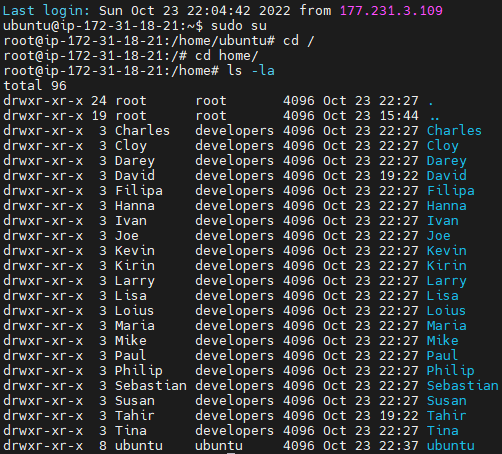 Last login: Sun Oct 23 22:04:42 2022 from 177.231.3.109
ubuntu@ip-172-31-18-21:~$ sudo su
root@ip-172-31-18-21:/home/ubuntu# cd /
root@ip-172-31-18-21:/# cd home/
root@ip-172-31-18-21:/home# ls -la
total 96
drwxr-xr-x 24 root root 4096 Oct 23 22:27 .
drwxr-xr-x 19 root root 4096 Oct 23 15:44 ..
drwxr-xr-x 3 Charles developers 4096 Oct 23 22:27 Charles
drwxr-xr-x 3 Cloy developers 4096 Oct 23 22:27 Cloy
drwxr-xr-x 3 Darey developers 4096 Oct 23 22:27 Darey
drwxr-xr-x 3 David developers 4096 Oct 23 19:22 David
drwxr-xr-x 3 Filipa developers 4096 Oct 23 22:27 Filipa
drwxr-xr-x 3 Hanna developers 4096 Oct 23 22:27 Hanna
drwxr-xr-x 3 Ivan developers 4096 Oct 23 22:27 Ivan
drwxr-xr-x 3 Joe developers 4096 Oct 23 22:27 Joe
drwxr-xr-x 3 Kevin developers 4096 Oct 23 22:27 Kevin
drwxr-xr-x 3 Kirin developers 4096 Oct 23 22:27 Kirin
drwxr-xr-x 3 Larry developers 4096 Oct 23 22:27 Larry
drwxr-xr-x 3 Lisa developers 4096 Oct 23 22:27 Lisa
drwxr-xr-x 3 Loius developers 4096 Oct 23 22:27 Loius
drwxr-xr-x 3 Maria developers 4096 Oct 23 22:27 Maria
drwxr-xr-x 3 Mike developers 4096 Oct 23 22:27 Mike
drwxr-xr-x 3 Paul developers 4096 Oct 23 22:27 Paul
drwxr-xr-x 3 Philip developers 4096 Oct 23 22:27 Philip
drwxr-xr-x 3 Sebastian developers 4096 Oct 23 22:27 Sebastian
drwxr-xr-x 3 Susan developers 4096 Oct 23 22:27 Susan
drwxr-xr-x 3 Tahir developers 4096 Oct 23 19:22 Tahir
drwxr-xr-x 3 Tina developers 4096 Oct 23 22:27 Tina
drwxr-xr-x 8 ubuntu ubuntu 4096 Oct 23 22:37 ubuntu